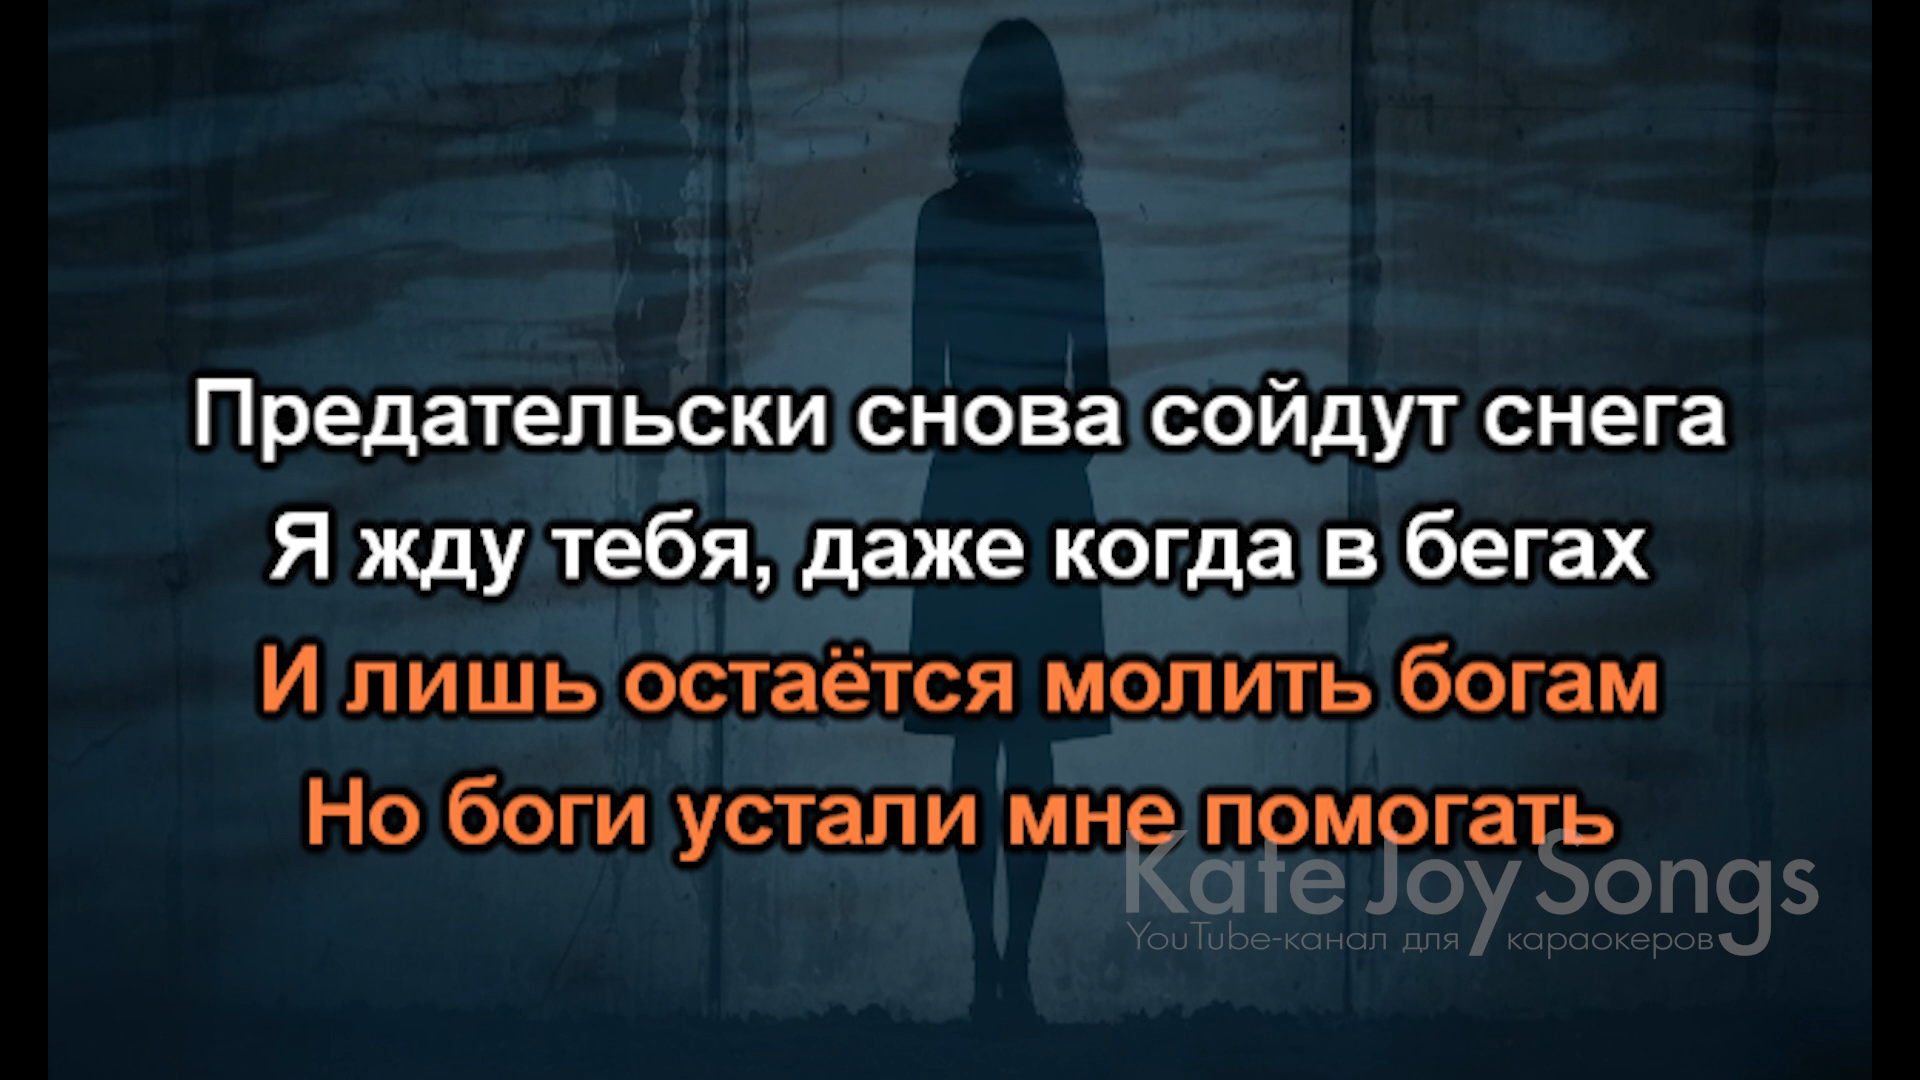 Предательски снова сойдут снега
Я жду тебя, даже когда в бегах
И лишь остаётся молить богам
Но боги устали мне помогать
Kate Joy Songs
YouTube-канал для караокеров